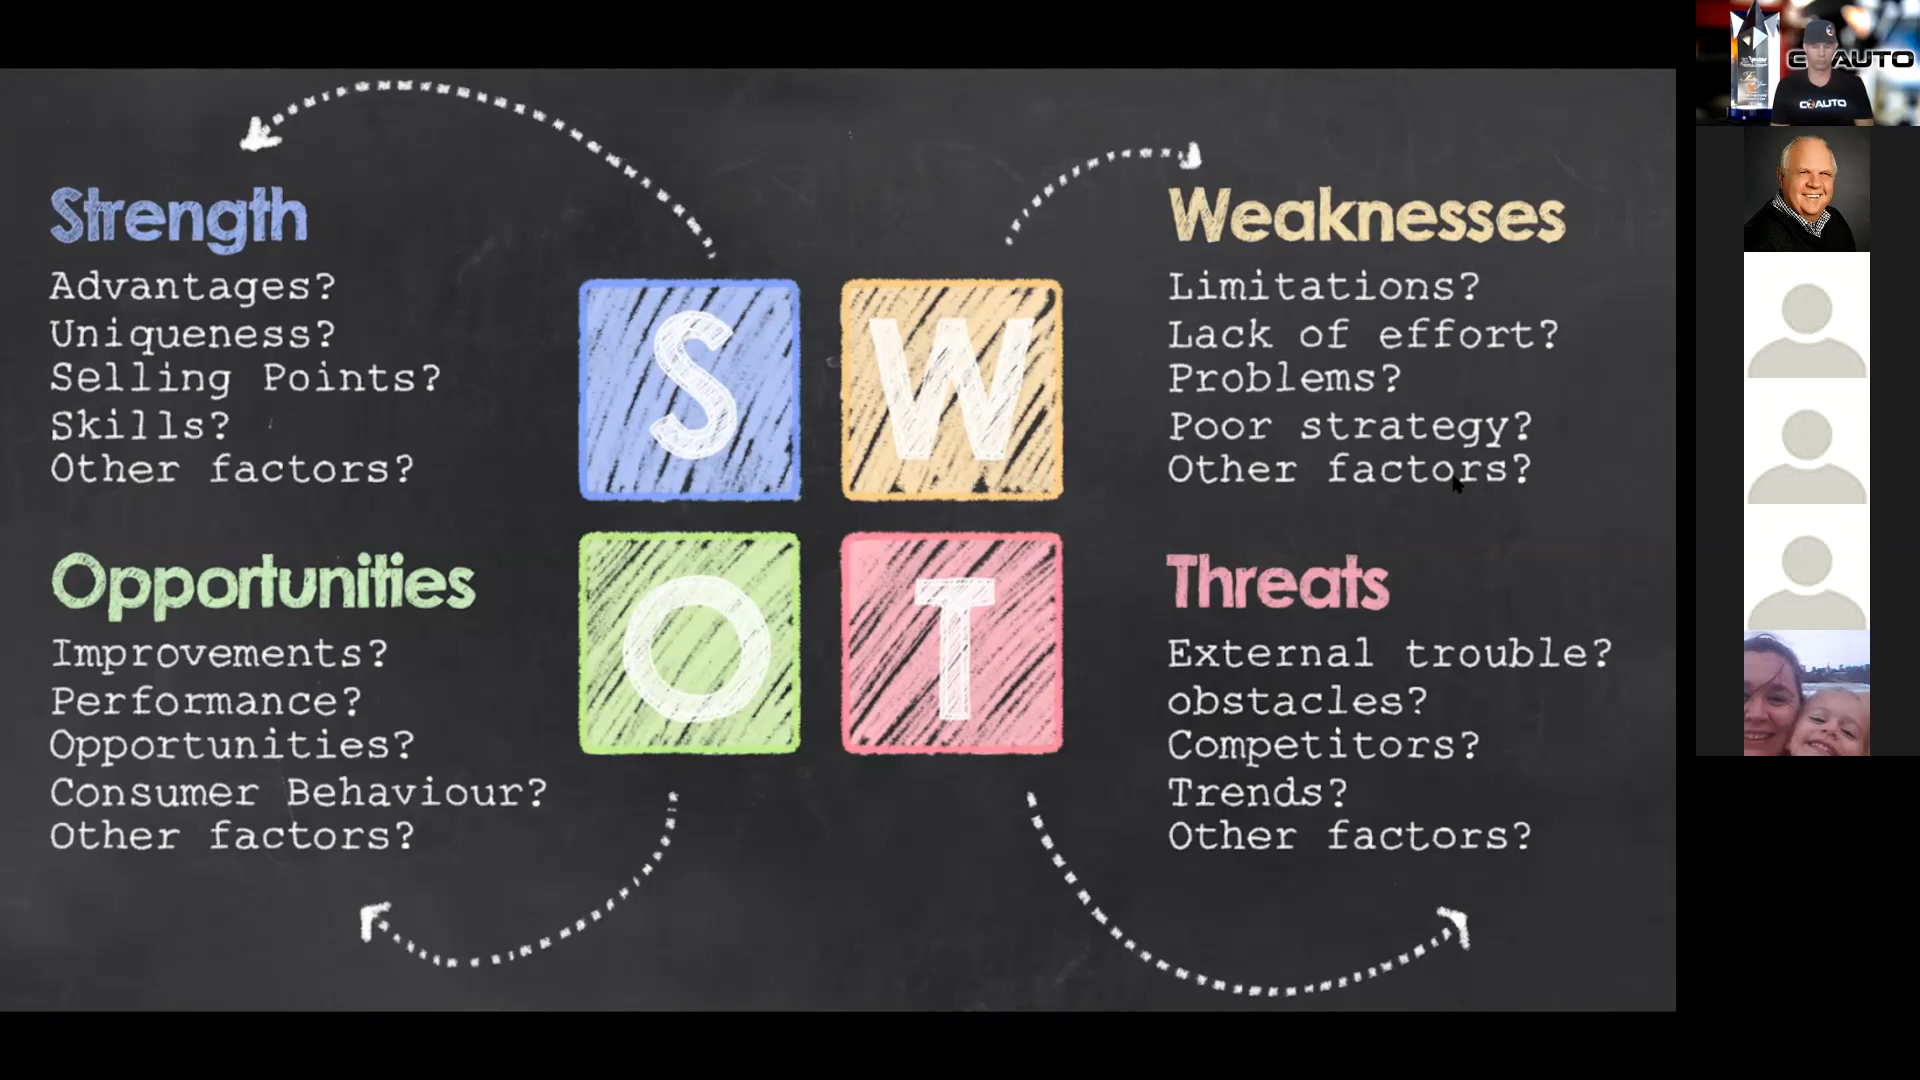 Strength
Advantages?
Uniqueness?
Selling Points?
Skills?
Other factors?
S
W
Weaknesses
Limitations?
Lack of effort?
Problems?
Poor strategy?
Other factors?
Opportunities
Improvements?
Performance?
Opportunities?
Consumer Behaviour?
Other factors?
O
T
Threats
External trouble?
obstacles?
Competitors?
Trends?
Other factors?
AUTO
AUTO